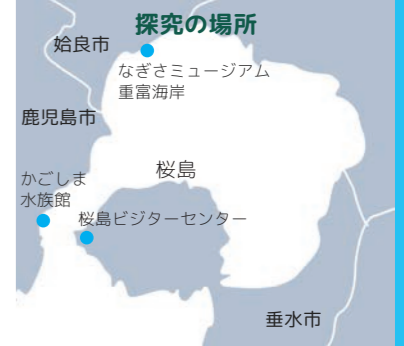 探究の場所
姶良市
なぎさミュージアム
重富海岸
鹿児島市
桜島
かごしま
水族館
桜島ビジターセンター
垂水市